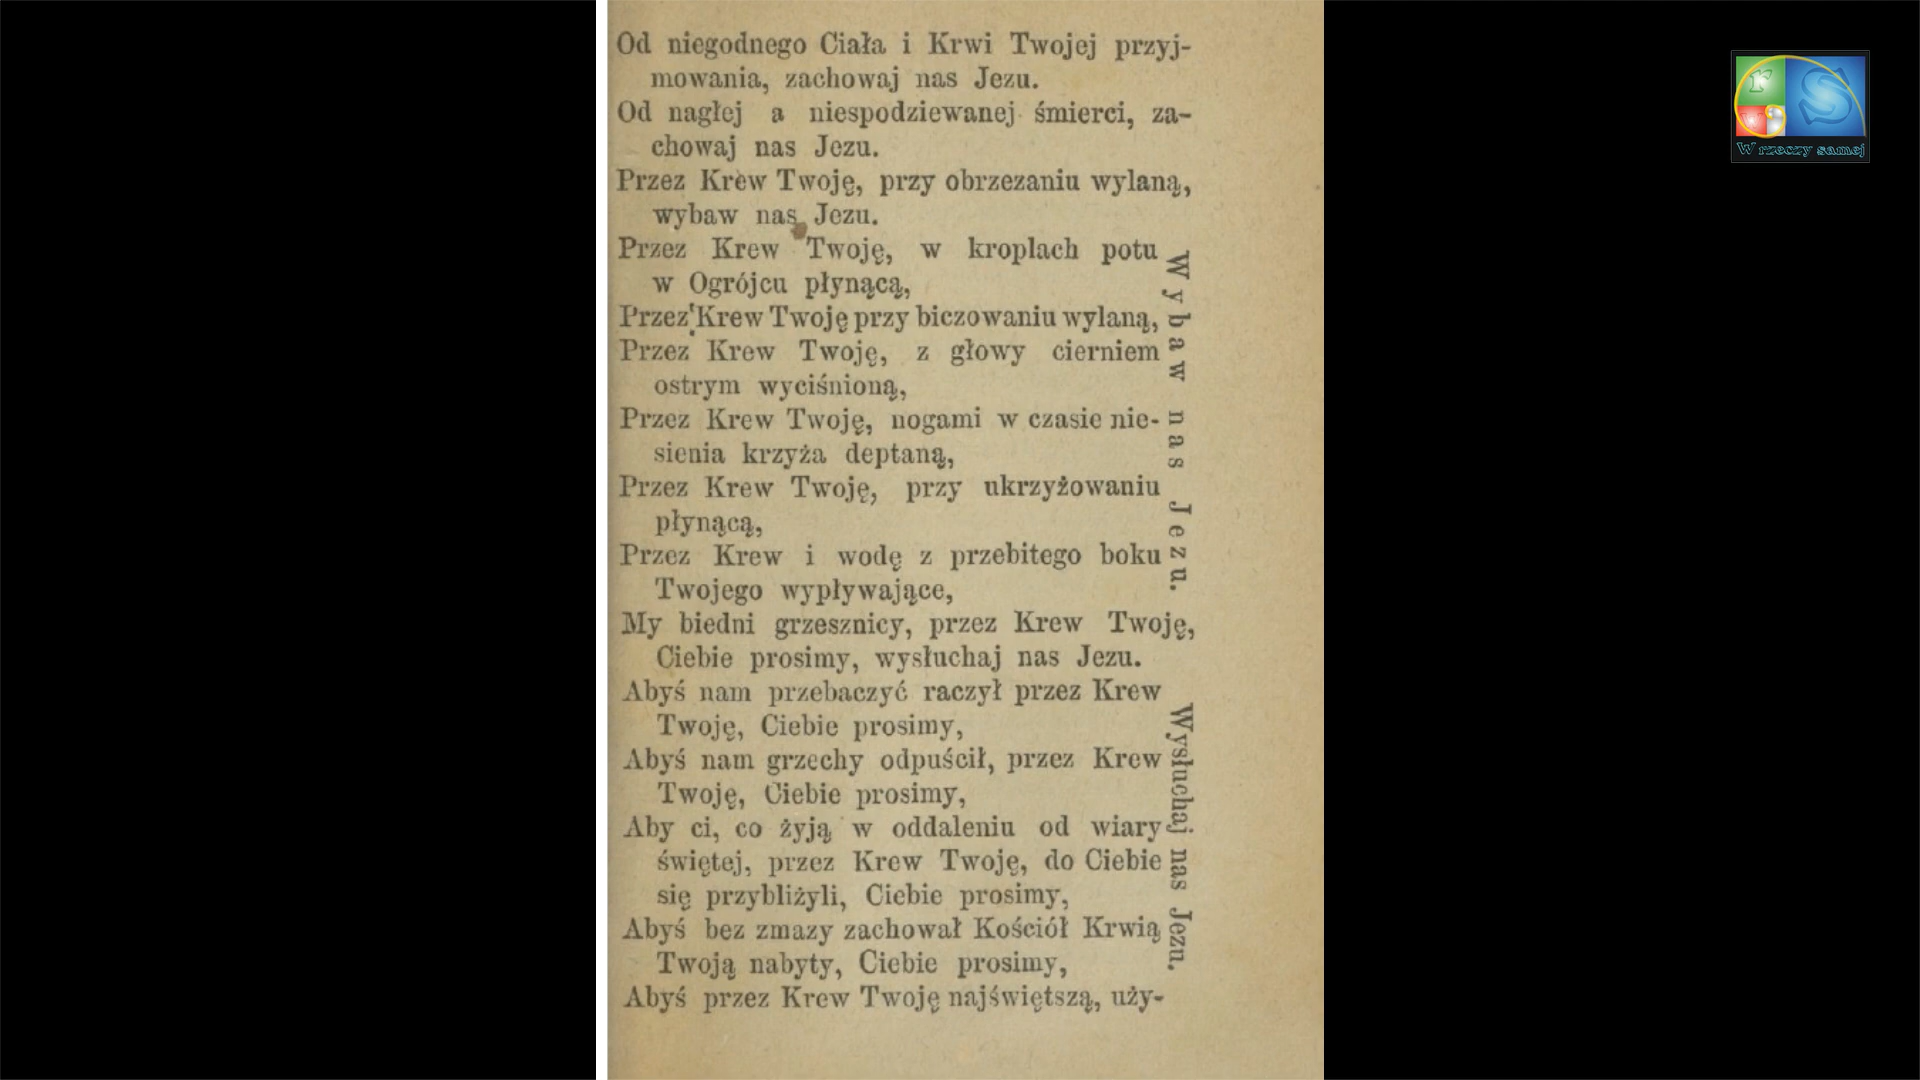 Od niegodnego Ciała i Krwi Twojej przyj-
mowania, zachowaj nas Jezu.
Od nagłej a niespodziewanej śmierci, za-
chowaj nas Jezu.
Przez Krew Twoję, przy obrzezaniu wylaną,
wybaw nas Jezu.
Przez Krew Twoję, w kroplach potu
w Ogrójcu płynącą,
Przez Krew Twoję przy biczowaniu wylaną,
Przez Krew Twoję, z głowy cierniem
ostrym wyciśnioną,
Przez Krew Twoję, nogami w czasie nie-
sienia krzyża deptaną,
Przez Krew Twoję, przy ukrzyżowaniu
płynącą,
Przez Krew i wodę z przebitego boku
Twojego wypływające,
Wybaw nas Jezu.
My biedni grzesznicy, przez Krew Twoję,
Ciebie prosimy, wysłuchaj nas Jezu.
Abyś nam przebaczyć raczył przez Krew
Twoję, Ciebie prosimy,
Abyś nam grzechy odpuścił, przez Krew
Twoję, Ciebie prosimy,
Aby ci, co żyją w oddaleniu od wiary
świętej, przez Krew Twoję, do Ciebie
się przybliżyli, Ciebie prosimy,
Abyś bez zmazy zachował Kościół Krwią
Twoją nabyty, Ciebie prosimy,
Abyś przez Krew Twoję najświętszą, uży-
Wysłuchaj nas Jezu.
r S
w
W rzeczy samej